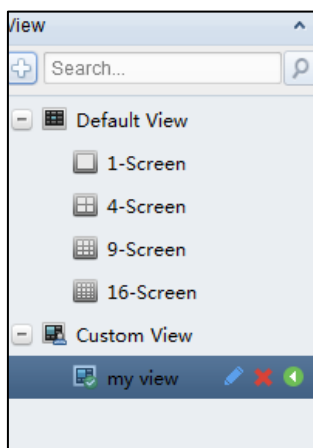 View
Search...
Default View
1-Screen
4-Screen
9-Screen
16-Screen
Custom View
my view